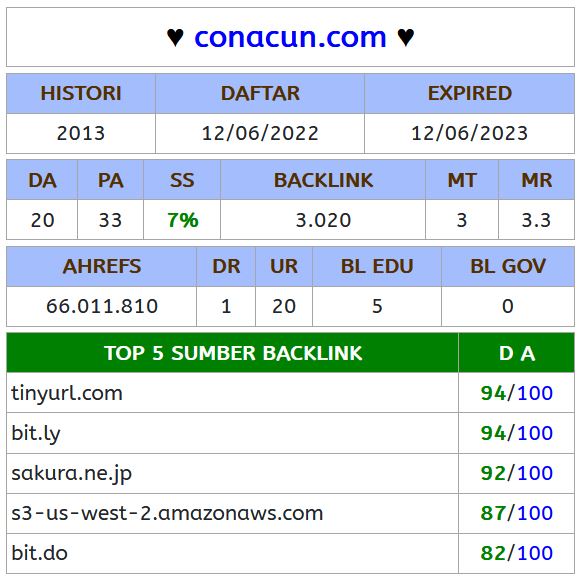 ♥ conacun.com ♥
HISTORI DAFTAR EXPIRED
2013 12/06/2022 12/06/2023
DA PA SS BACKLINK MT MR
20 33 7% 3.020 3 3.3
AHREFS DR UR BL EDU BL GOV
66.011.810 1 20 5 0
TOP 5 SUMBER BACKLINK D A
tinyurl.com 94/100
bit.ly 94/100
sakura.ne.jp 92/100
s3-us-west-2.amazonaws.com 87/100
bit.do 82/100